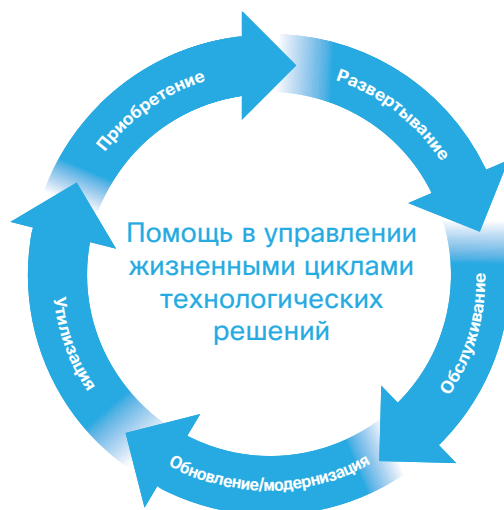 Приобретение
Развертывание
Помощь в управлении
жизненными циклами
технологических
решений
Обслуживание
Утилизация
Обновление/модернизация